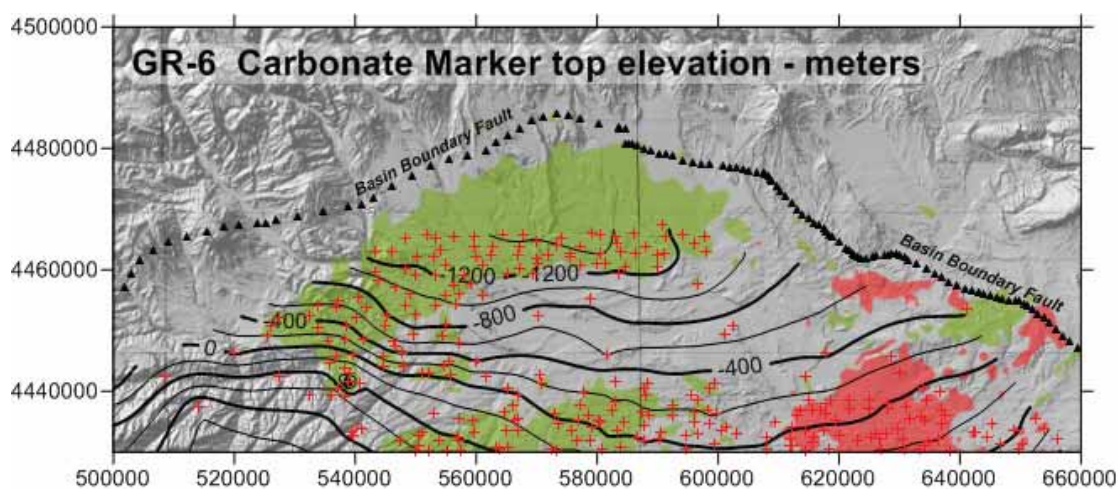 4500000
GR-6 Carbonate Marker top elevation - meters
Basin Boundary Fault
4480000
Basin Boundary Fault
4460000
-1200 -1200
-800
-400
0
-400
4440000
500000 520000 540000 560000 580000 600000 620000 640000 660000